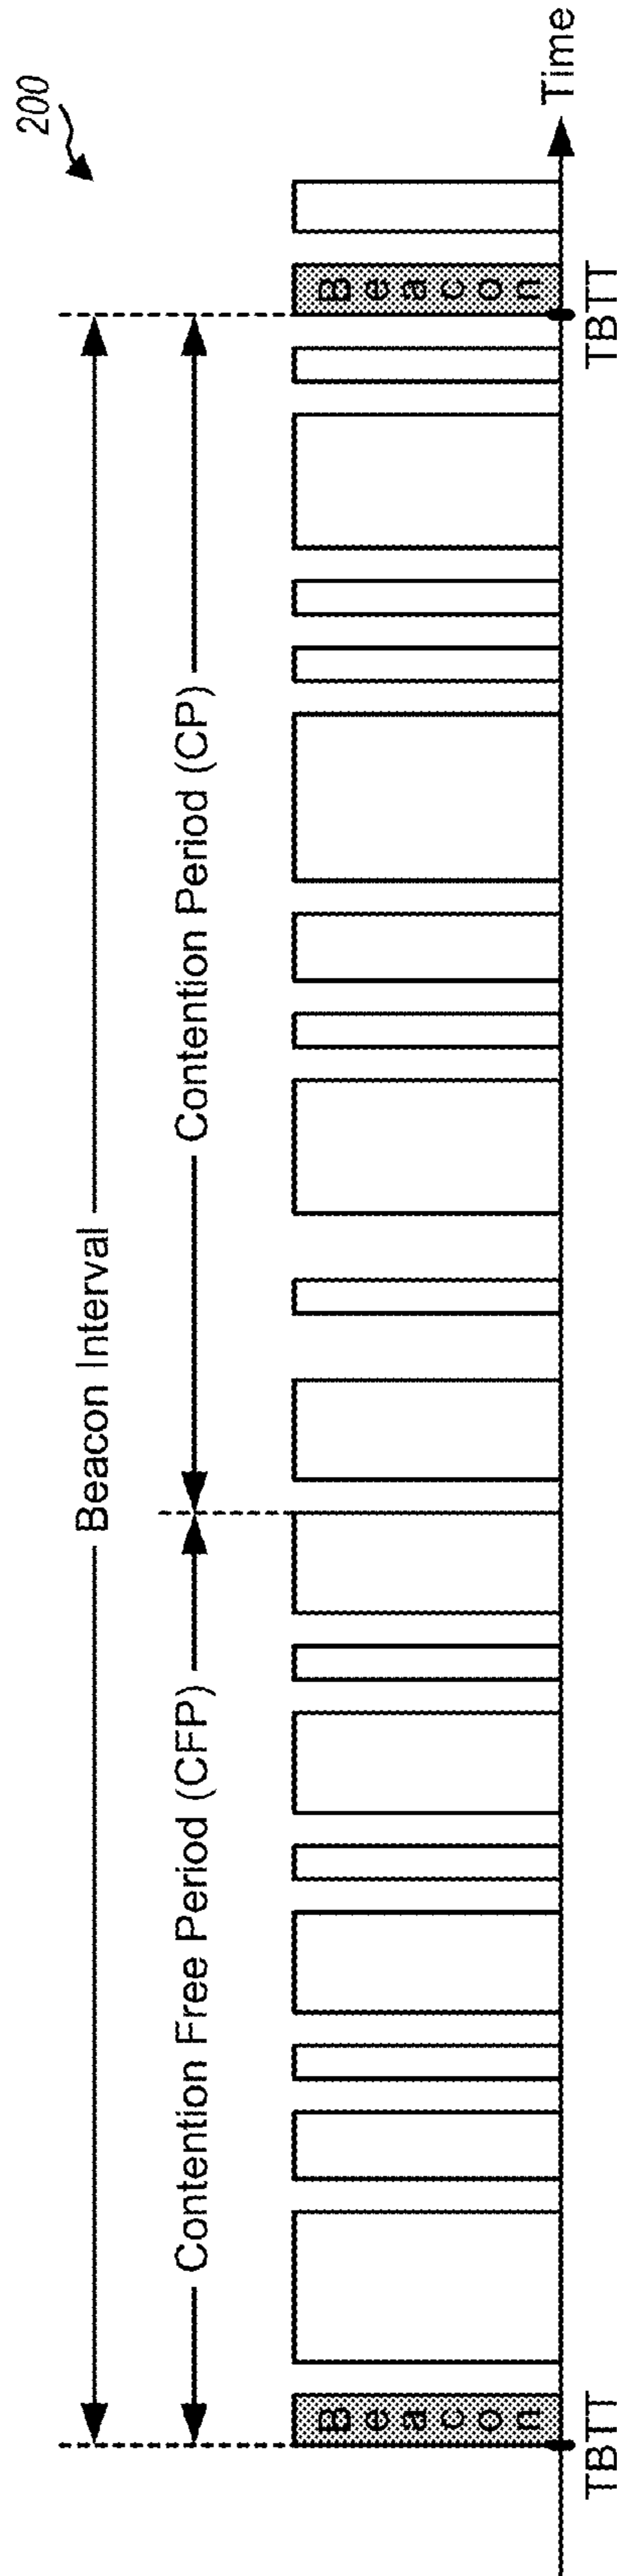 200
Beacon Interval
Contention Free Period (CFP)
Contention Period (CP)
Beacon
Beacon
TBTT
TBTT
Time